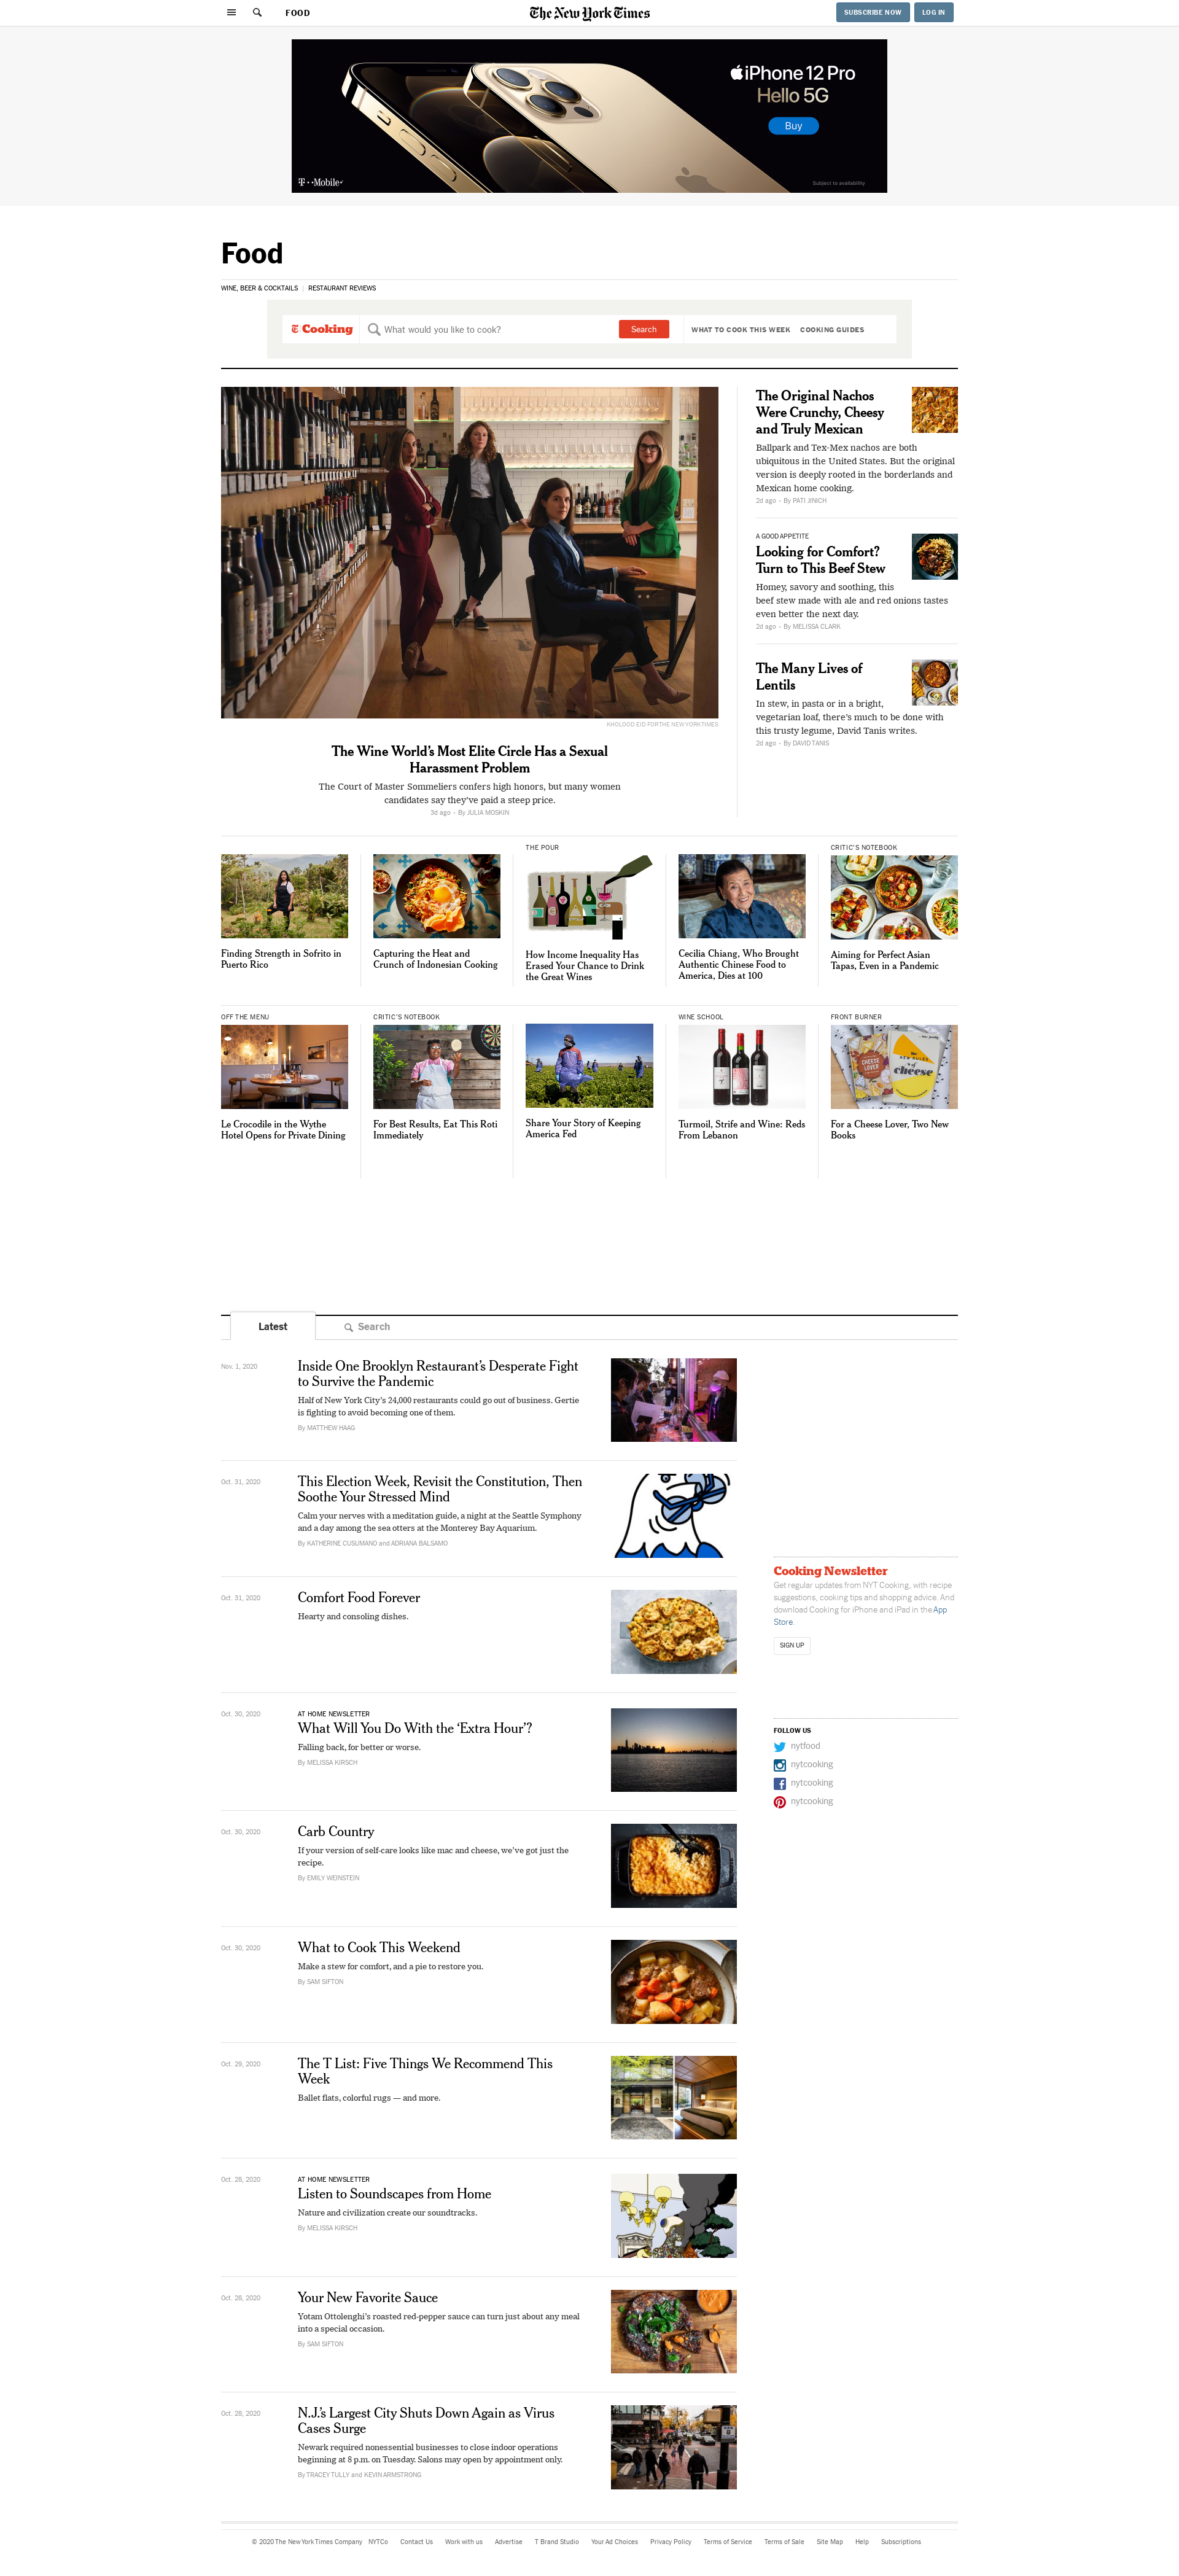 FOOD
The New York Times
SUBSCRIBE NOW
LOG IN
iPhone 12 Pro
Hello 5G
Buy
T-Mobile
Subject to availability
Food
WINE, BEER & COCKTAILS | RESTAURANT REVIEWS
Cooking
What would you like to cook?
Search
WHAT TO COOK THIS WEEK
COOKING GUIDES
KHOLOOD EID FOR THE NEW YORK TIMES
The Wine World’s Most Elite Circle Has a Sexual
Harassment Problem
The Court of Master Sommeliers confers high honors, but many women
candidates say they’ve paid a steep price.
3d ago - By JULIA MOSKIN
The Original Nachos
Were Crunchy, Cheesy
and Truly Mexican
Ballpark and Tex-Mex nachos are both
ubiquitous in the United States. But the original
version is deeply rooted in the borderlands and
Mexican home cooking.
2d ago - By PATI JINICH
A GOOD APPETITE
Looking for Comfort?
Turn to This Beef Stew
Homey, savory and soothing, this
beef stew made with ale and red onions tastes
even better the next day.
2d ago - By MELISSA CLARK
The Many Lives of
Lentils
In stew, in pasta or in a bright,
vegetarian loaf, there’s much to be done with
this trusty legume, David Tanis writes.
2d ago - By DAVID TANIS
Finding Strength in Sofrito in
Puerto Rico
Capturing the Heat and
Crunch of Indonesian Cooking
THE POUR
How Income Inequality Has
Erased Your Chance to Drink
the Great Wines
Cecilia Chiang, Who Brought
Authentic Chinese Food to
America, Dies at 100
CRITIC’S NOTEBOOK
Aiming for Perfect Asian
Tapas, Even in a Pandemic
OFF THE MENU
Le Crocodile in the Wythe
Hotel Opens for Private Dining
CRITIC’S NOTEBOOK
For Best Results, Eat This Roti
Immediately
Share Your Story of Keeping
America Fed
WINE SCHOOL
Turmoil, Strife and Wine: Reds
From Lebanon
FRONT BURNER
CHEESE
LOVER
cheese
For a Cheese Lover, Two New
Books
Latest
Search
Nov. 1, 2020
Inside One Brooklyn Restaurant’s Desperate Fight
to Survive the Pandemic
Half of New York City’s 24,000 restaurants could go out of business. Gertie
is fighting to avoid becoming one of them.
By MATTHEW HAAG
Oct. 31, 2020
This Election Week, Revisit the Constitution, Then
Soothe Your Stressed Mind
Calm your nerves with a meditation guide, a night at the Seattle Symphony
and a day among the sea otters at the Monterey Bay Aquarium.
By KATHERINE CUSUMANO and ADRIANA BALSAMO
Oct. 31, 2020
Comfort Food Forever
Hearty and consoling dishes.
Oct. 30, 2020
AT HOME NEWSLETTER
What Will You Do With the ‘Extra Hour’?
Falling back, for better or worse.
By MELISSA KIRSCH
Oct. 30, 2020
Carb Country
If your version of self-care looks like mac and cheese, we’ve got just the
recipe.
By EMILY WEINSTEIN
Oct. 30, 2020
What to Cook This Weekend
Make a stew for comfort, and a pie to restore you.
By SAM SIFTON
Oct. 29, 2020
The T List: Five Things We Recommend This
Week
Ballet flats, colorful rugs — and more.
Oct. 28, 2020
AT HOME NEWSLETTER
Listen to Soundscapes from Home
Nature and civilization create our soundtracks.
By MELISSA KIRSCH
Oct. 28, 2020
Your New Favorite Sauce
Yotam Ottolenghi’s roasted red-pepper sauce can turn just about any meal
into a special occasion.
By SAM SIFTON
Oct. 28, 2020
N.J.’s Largest City Shuts Down Again as Virus
Cases Surge
Newark required nonessential businesses to close indoor operations
beginning at 8 p.m. on Tuesday. Salons may open by appointment only.
By TRACEY TULLY and KEVIN ARMSTRONG
Cooking Newsletter
Get regular updates from NYT Cooking, with recipe
suggestions, cooking tips and shopping advice. And
download Cooking for iPhone and iPad in the App
Store.
SIGN UP
FOLLOW US
nytfood
nytcooking
nytcooking
nytcooking
© 2020 The New York Times Company NYTCo Contact Us Work with us Advertise T Brand Studio Your Ad Choices Privacy Policy Terms of Service Terms of Sale Site Map Help Subscriptions